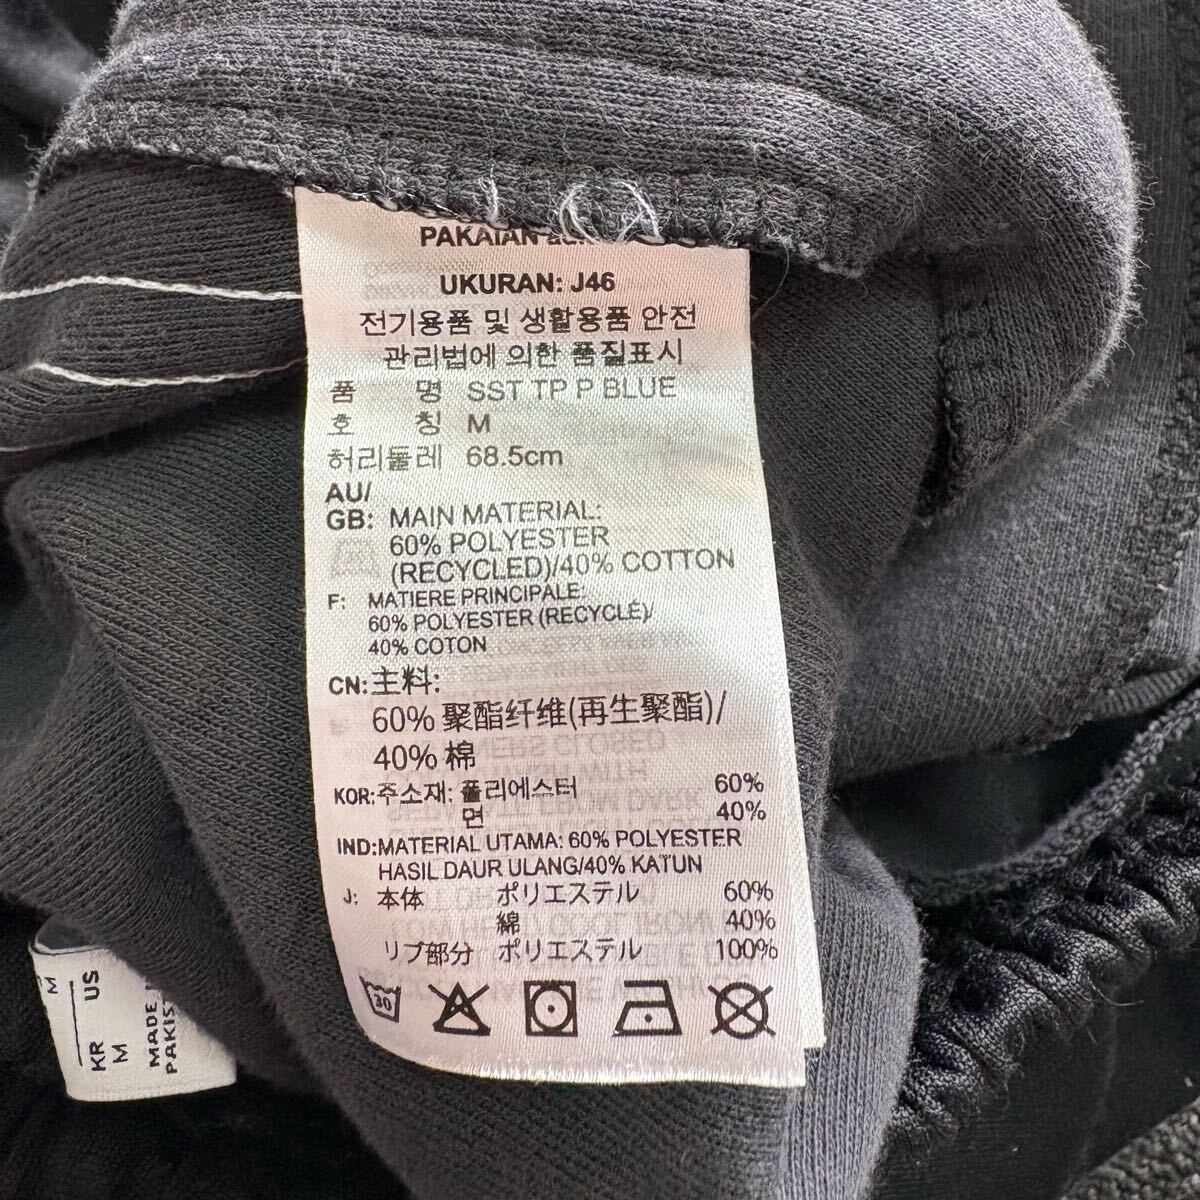 PAKAIAN
UKURAN: J46
전기용품 및 생활용품 안전
관리법에 의한 품질표시
품 명 SST TP P BLUE
호 칭 M
허리둘레 68.5cm
AU/
GB: MAIN MATERIAL:
60% POLYESTER
(RECYCLED)/40% COTTON
F: MATIERE PRINCIPALE:
60% POLYESTER (RECYCLÉ)/
40% COTON
CN: 主料:
60% 聚酯纤维(再生聚酯)/
40% 棉
KOR: 주소재: 폴리에스터 60%
면 40%
IND: MATERIAL UTAMA: 60% POLYESTER
HASIL DAUR ULANG/40% KATUN
J: 本体 ポリエステル 60%
綿 40%
リブ部分 ポリエステル 100%
30
M
US
KR
M
MADE
PAKIS